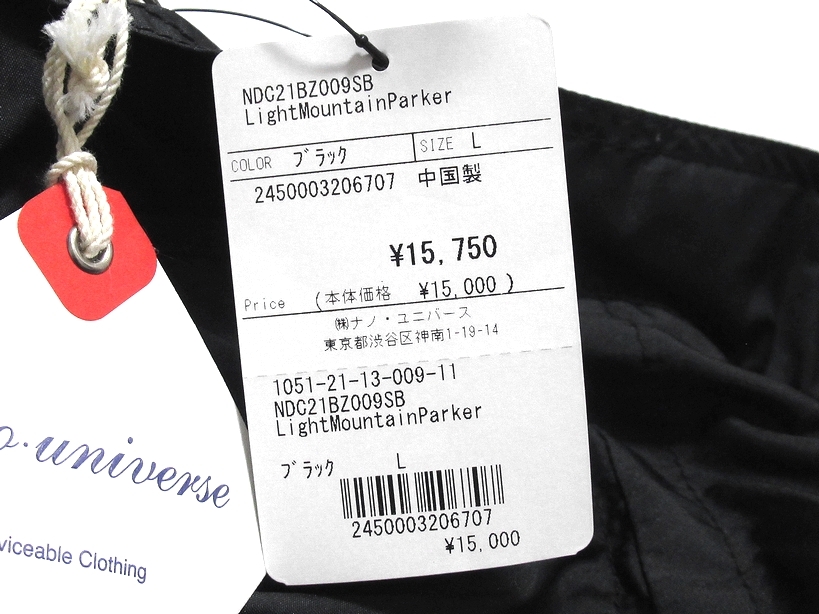 NDC21BZ009SB
LightMountainParker
COLOR ブラック SIZE L
2450003206707 中国製
¥15,750
Price (本体価格 ¥15,000)
㈱ナノ・ユニバース
東京都渋谷区神南1-19-14
1051-21-13-009-11
NDC21BZ009SB
LightMountainParker
ブラック L
2450003206707
¥15,000
o·universe
viceable Clothing